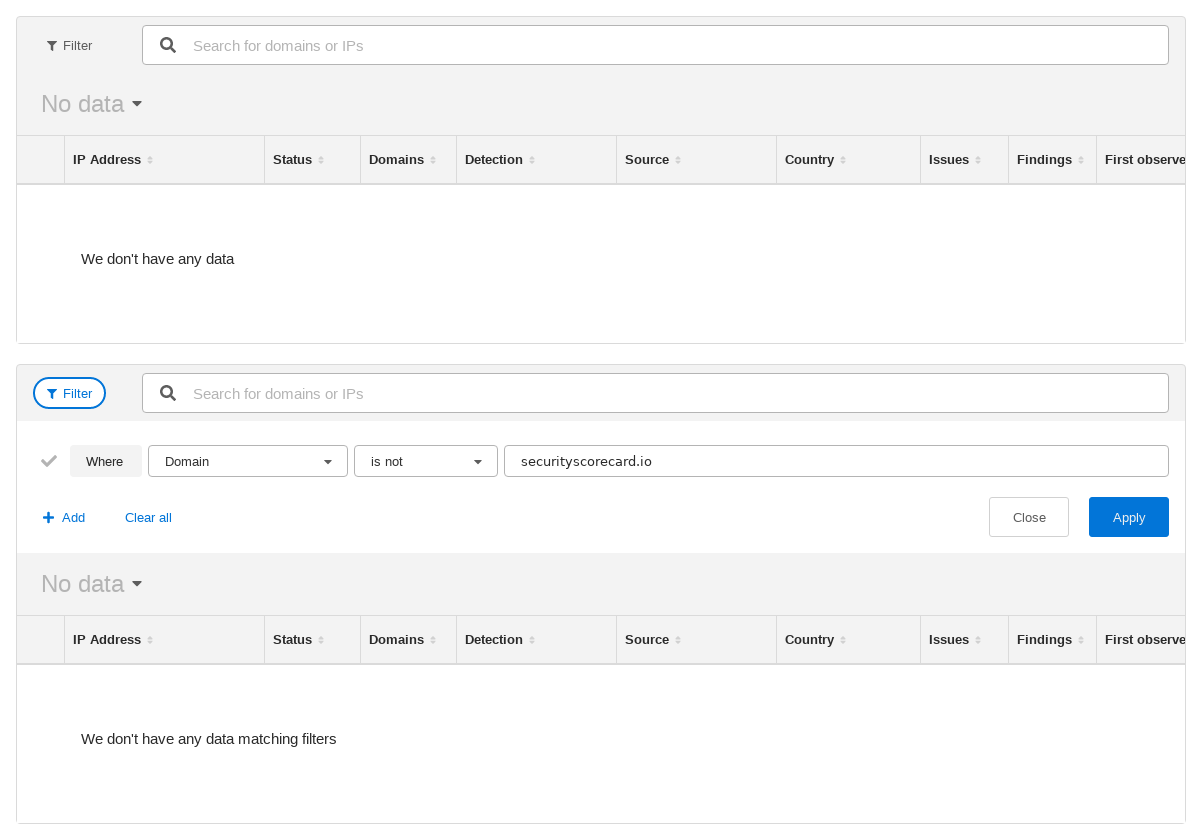 Filter
Search for domains or IPs
No data
IP Address Status Domains Detection Source Country Issues Findings First observe
We don't have any data
Filter
Search for domains or IPs
Where Domain is not securityscorecard.io
Add Clear all Close Apply
No data
IP Address Status Domains Detection Source Country Issues Findings First observe
We don't have any data matching filters